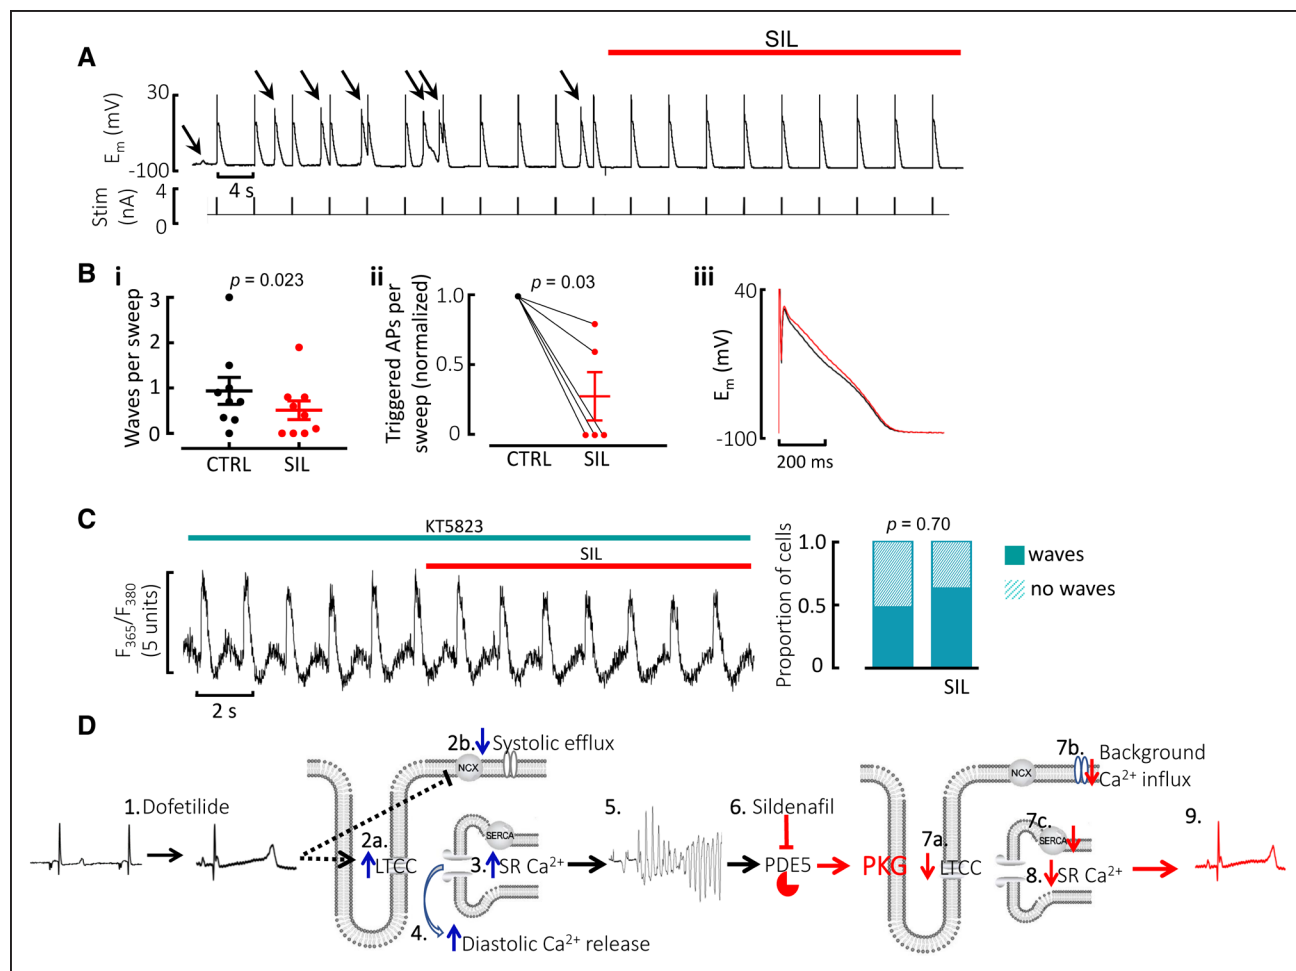 A
SIL
30
Em (mV)
-100
4 s
4
Stim
(nA)
0
B
i
p = 0.023
Waves per sweep
3
2
1
0
CTRL
SIL
ii
p = 0.03
Triggered APs per
sweep (normalized)
1.0
0.5
0
CTRL
SIL
iii
40
Em (mV)
-100
200 ms
C
KT5823
SIL
F365/F380
(5 units)
2 s
p = 0.70
Proportion of cells
1.0
0.5
0
SIL
waves
no waves
D
1. Dofetilide
2a.
LTCC
2b. Systolic efflux
NCX
SERCA
3. SR Ca2+
4. Diastolic Ca2+ release
5.
6. Sildenafil
PDE5
PKG
7a.
LTCC
NCX
7b. Background
Ca2+ influx
7c.
SERCA
8. SR Ca2+
9.